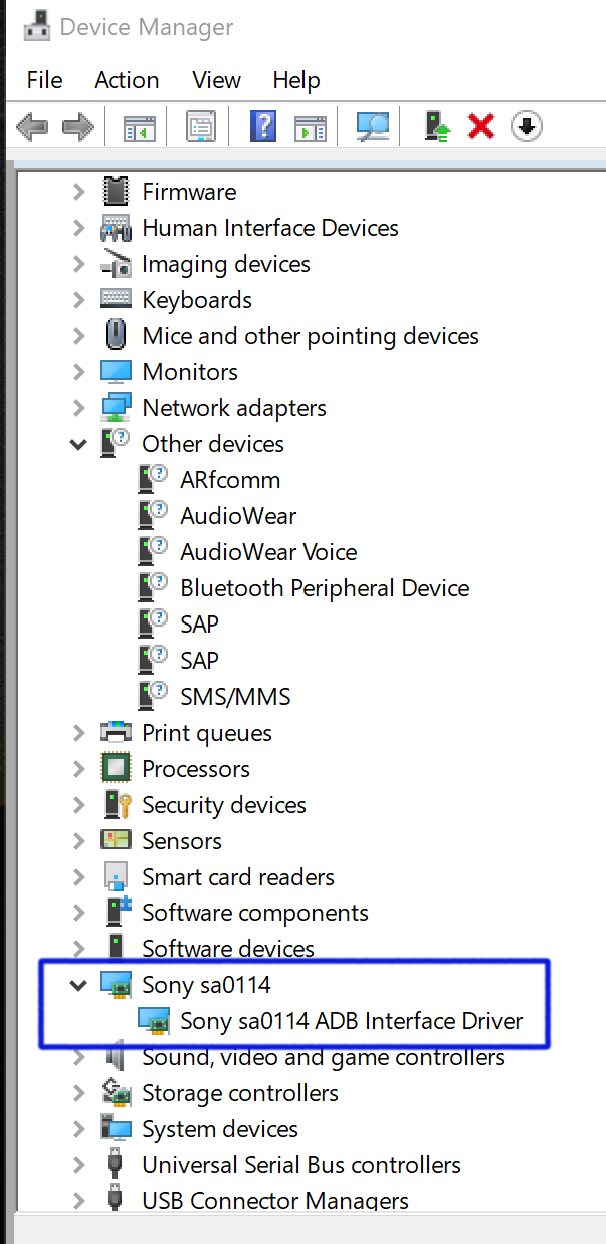 Device Manager
File Action View Help
Firmware
Human Interface Devices
Imaging devices
Keyboards
Mice and other pointing devices
Monitors
Network adapters
Other devices
ARfcomm
AudioWear
AudioWear Voice
Bluetooth Peripheral Device
SAP
SAP
SMS/MMS
Print queues
Processors
Security devices
Sensors
Smart card readers
Software components
Software devices
Sony sa0114
Sony sa0114 ADB Interface Driver
Sound, video and game controllers
Storage controllers
System devices
Universal Serial Bus controllers
USB Connector Managers